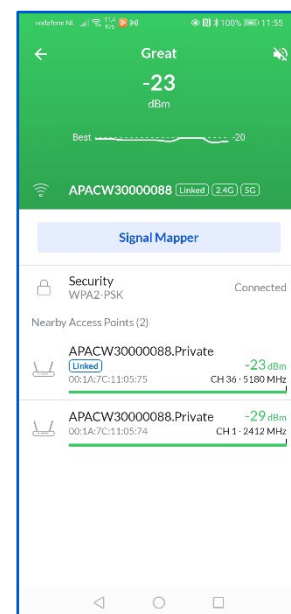 vodafone NL 11,4 K/s 100% 11:55
Great
-23
dBm
Best -20
APACW30000088 Linked 2.4G 5G
Signal Mapper
Security
WPA2-PSK
Connected
Nearby Access Points (2)
APACW30000088.Private
Linked
-23 dBm
00:1A:7C:11:05:75
CH 36 - 5180 MHz
APACW30000088.Private
-29 dBm
00:1A:7C:11:05:74
CH 1 - 2412 MHz